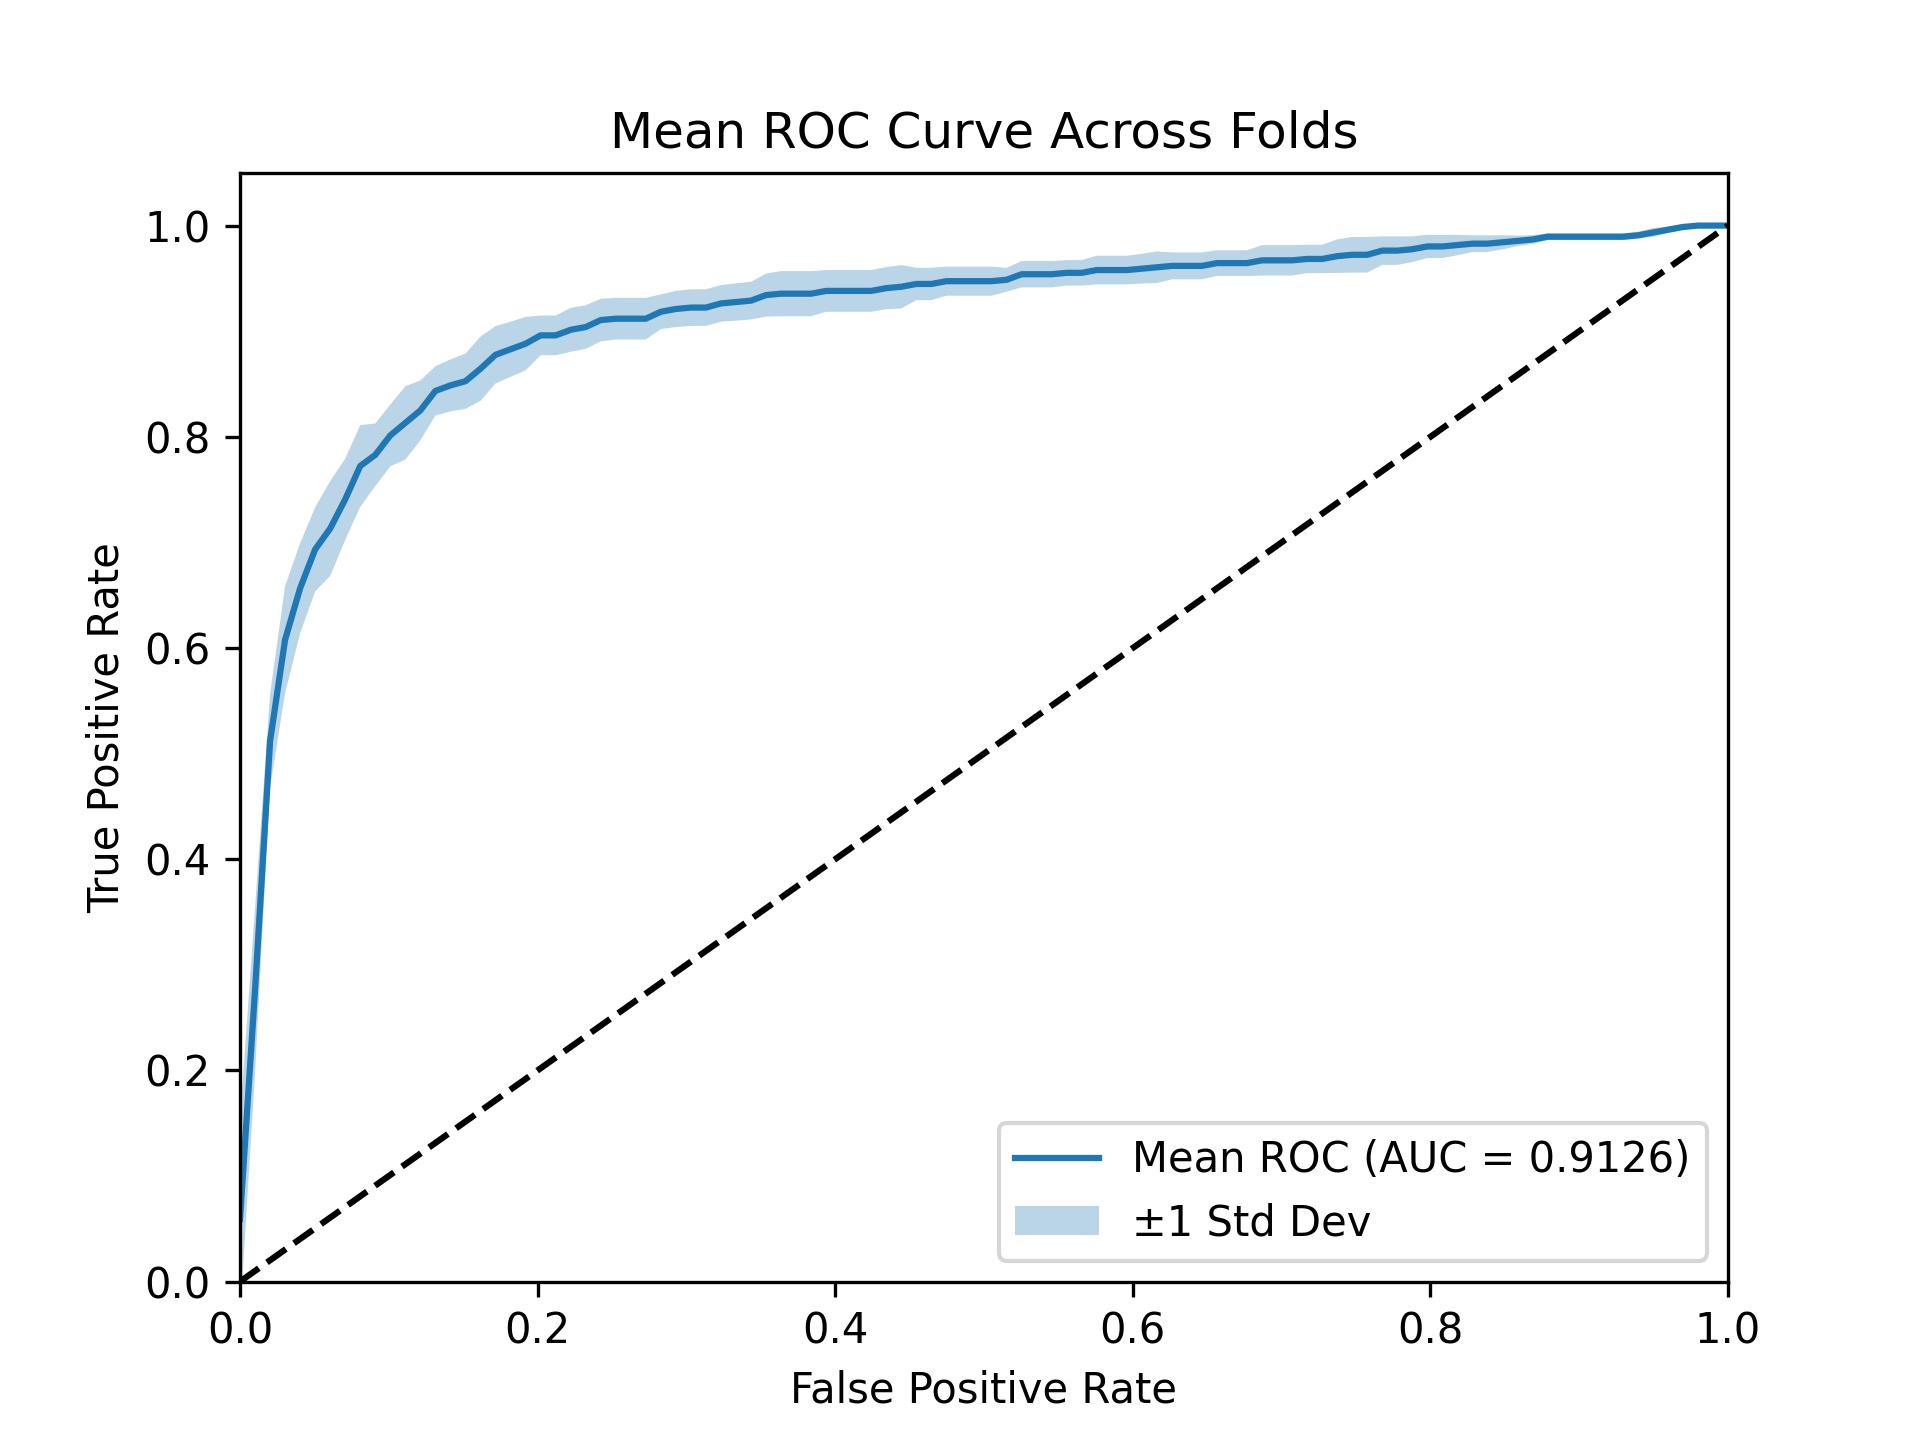 Mean ROC Curve Across Folds
True Positive Rate
1.0
0.8
0.6
0.4
0.2
0.0
Mean ROC (AUC = 0.9126)
±1 Std Dev
0.0 0.2 0.4 0.6 0.8 1.0
False Positive Rate